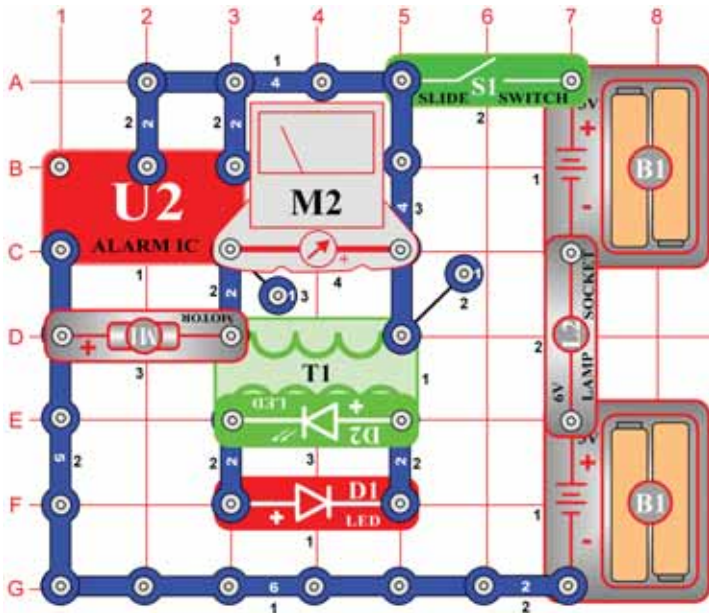 1 2 3 4 5 6 7 8
A
1
4
S1
SLIDE SWITCH
2
3V
+
2 2 2 2
B
U2
M2
1
B1
4 3
-
ALARM IC
C
1
+
4
2 2
1 3
1
2
MOTOR
M1
+
D
3
T1
1
2
6V LAMP SOCKET
LED
+
D2
E
3V
+
5 2
2 2
3
2 2
D1
+
LED
F
1
1
B1
-
G
6
1
2
2